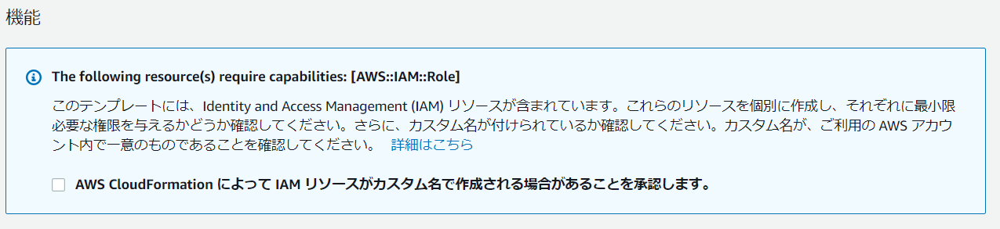 機能
The following resource(s) require capabilities: [AWS::IAM::Role]
このテンプレートには、Identity and Access Management (IAM) リソースが含まれています。これらのリソースを個別に作成し、それぞれに最小限
必要な権限を与えるかどうか確認してください。さらに、カスタム名が付けられているか確認してください。カスタム名が、ご利用の AWS アカウ
ント内で一意のものであることを確認してください。 詳細はこちら
AWS CloudFormation によって IAM リソースがカスタム名で作成される場合があることを承認します。